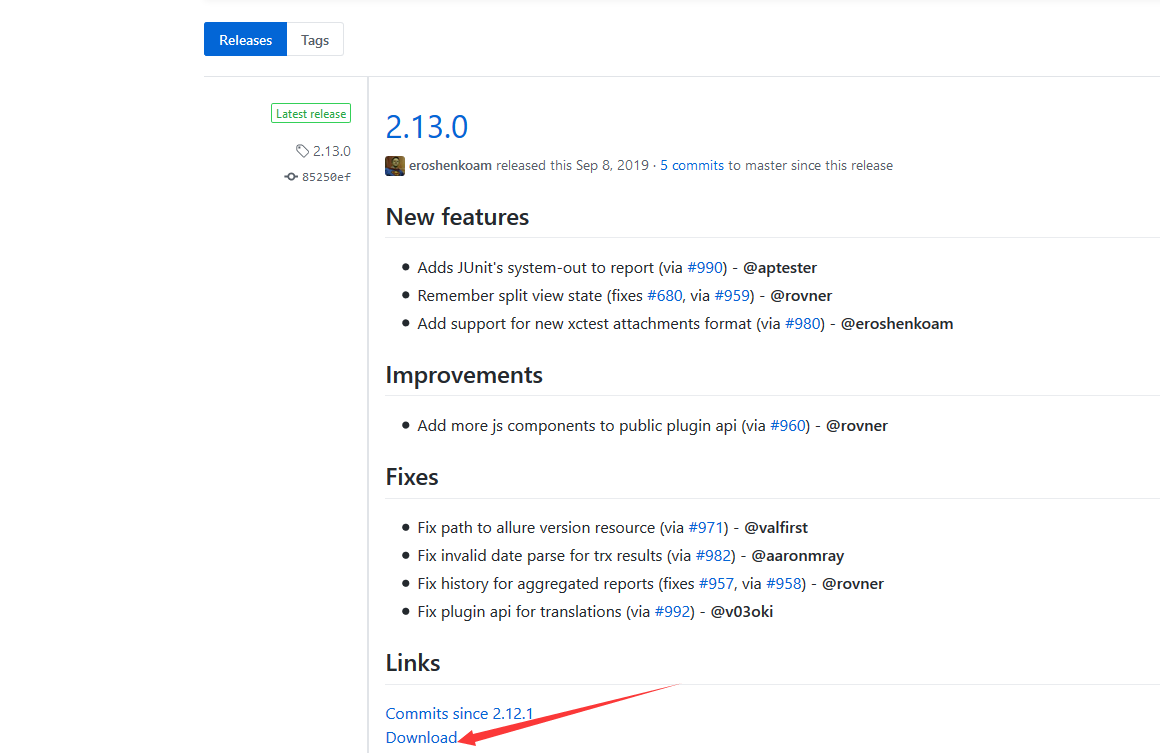 Releases
Tags
Latest release
2.13.0
85250ef
2.13.0
eroshenkoam released this Sep 8, 2019 · 5 commits to master since this release
New features
Adds JUnit's system-out to report (via #990) - @aptester
Remember split view state (fixes #680, via #959) - @rovner
Add support for new xctest attachments format (via #980) - @eroshenkoam
Improvements
Add more js components to public plugin api (via #960) - @rovner
Fixes
Fix path to allure version resource (via #971) - @valfirst
Fix invalid date parse for trx results (via #982) - @aaronmray
Fix history for aggregated reports (fixes #957, via #958) - @rovner
Fix plugin api for translations (via #992) - @v03oki
Links
Commits since 2.12.1
Download